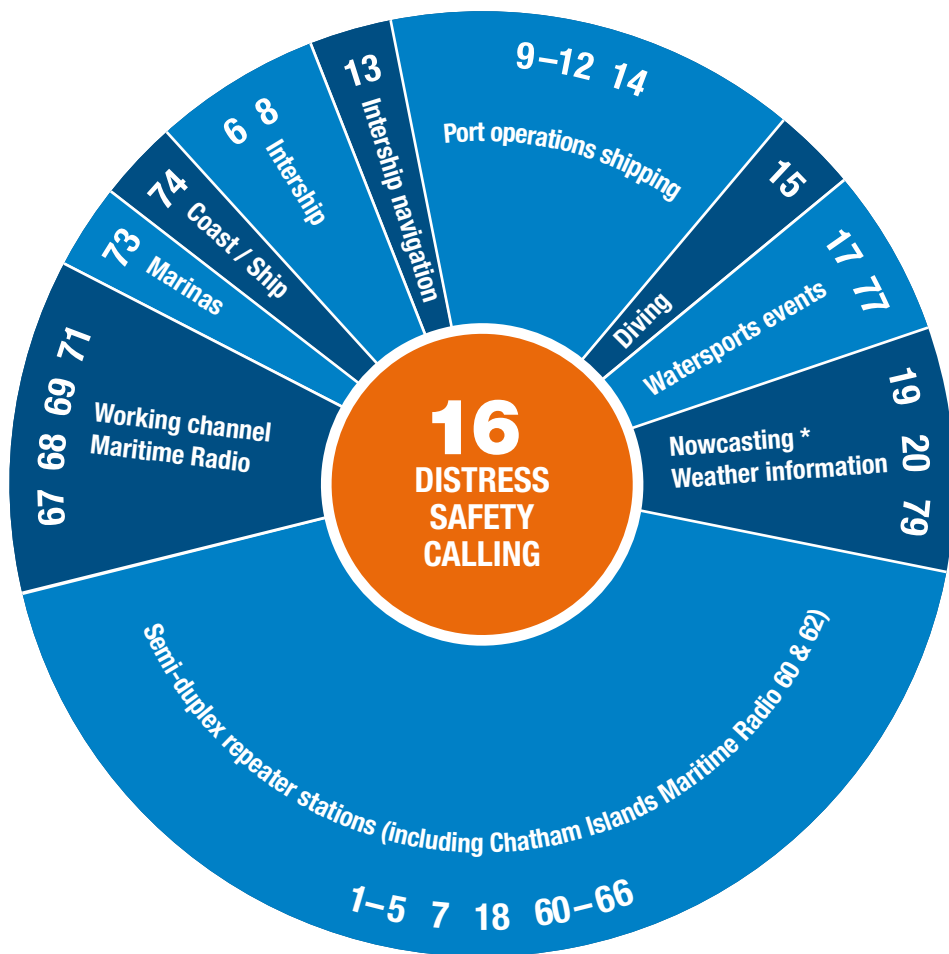 16
DISTRESS
SAFETY
CALLING
9–12 14
Port operations shipping
15
Diving
17 77
Watersports events
19 20 79
Nowcasting *
Weather information
Semi-duplex repeater stations (including Chatham Islands Maritime Radio 60 & 62)
1–5 7 18 60–66
67 68 69 71
Working channel
Maritime Radio
73 Marinas
74 Coast / Ship
6 8
Intership
13 Intership navigation